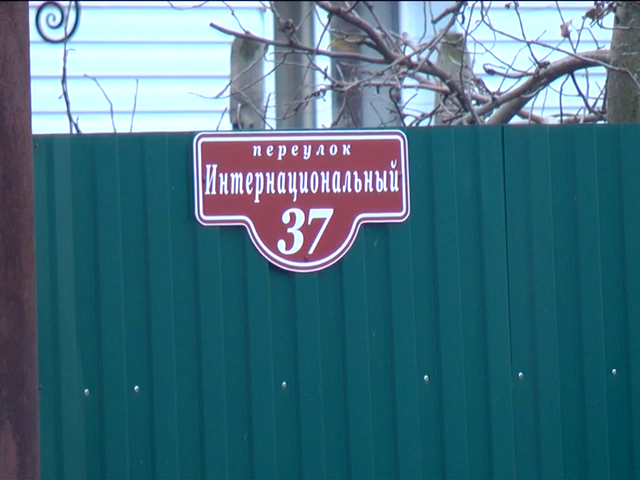 переулок
Интернациональный
37